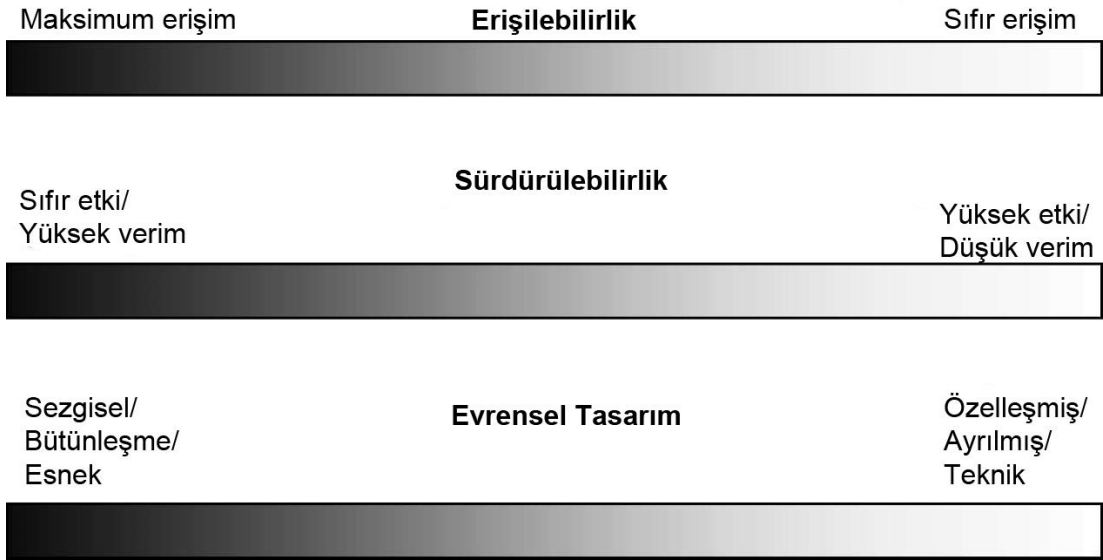 Maksimum erişim
Erişilebilirlik
Sıfır erişim
Sürdürülebilirlik
Sıfır etki/
Yüksek verim
Yüksek etki/
Düşük verim
Evrensel Tasarım
Sezgisel/
Bütünleşme/
Esnek
Özelleşmiş/
Ayrılmış/
Teknik